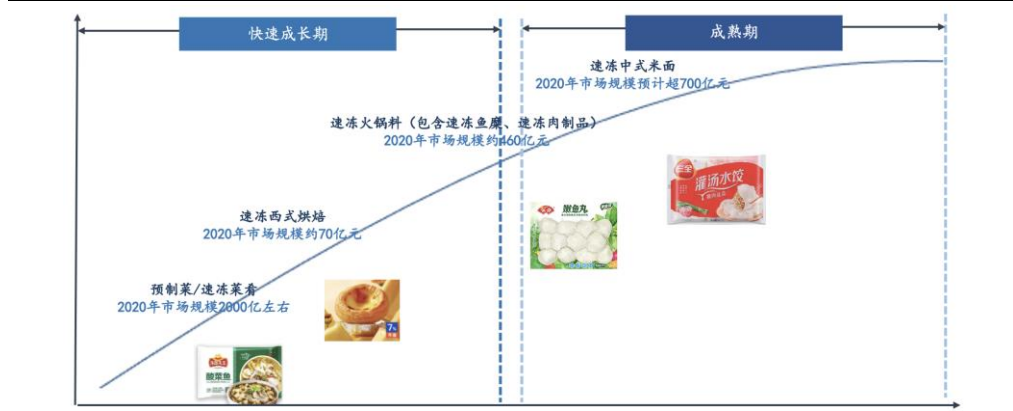 快速成长期
成熟期
速冻中式米面
2020年市场规模预计超700亿元
速冻火锅料（包含速冻鱼糜、速冻肉制品）
2020年市场规模约460亿元
速冻西式烘焙
2020年市场规模约70亿元
预制菜/速冻菜肴
2020年市场规模2000亿左右
三全
灌汤水饺
嫩鱼丸
7%
酸菜鱼